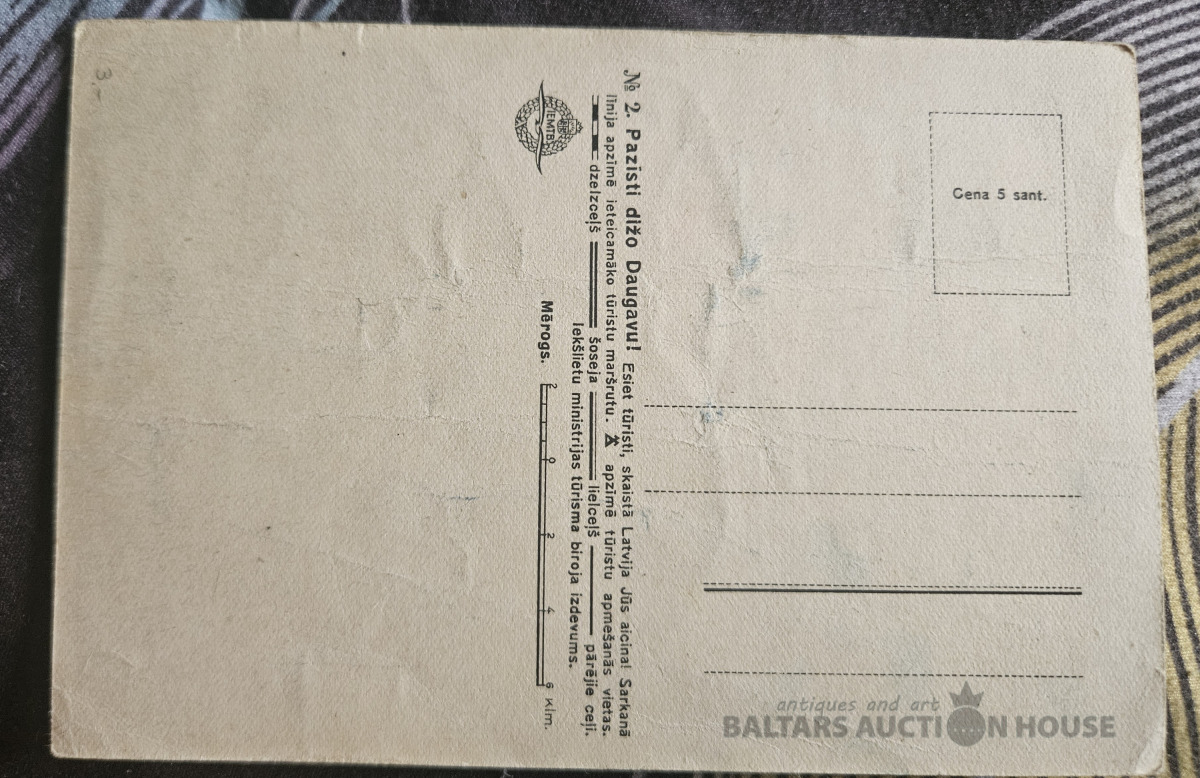 № 2. Pazīsti dižo Daugavu! Esiet tūristi, skaistā Latvija Jūs aicina! Sarkanā
līnija apzīmē ieteicamāko tūristu maršrutu. apzīmē tūristu apmešanās vietas.
dzelzceļš šoseja lielceļš pārējie ceļi.
Iekšlietu ministrijas tūrisma biroja izdevums.
Mērogs. 2 0 2 4 6 klm.
IEMTB
Cena 5 sant.
3.-
antiques and art
BALTARS AUCTION HOUSE